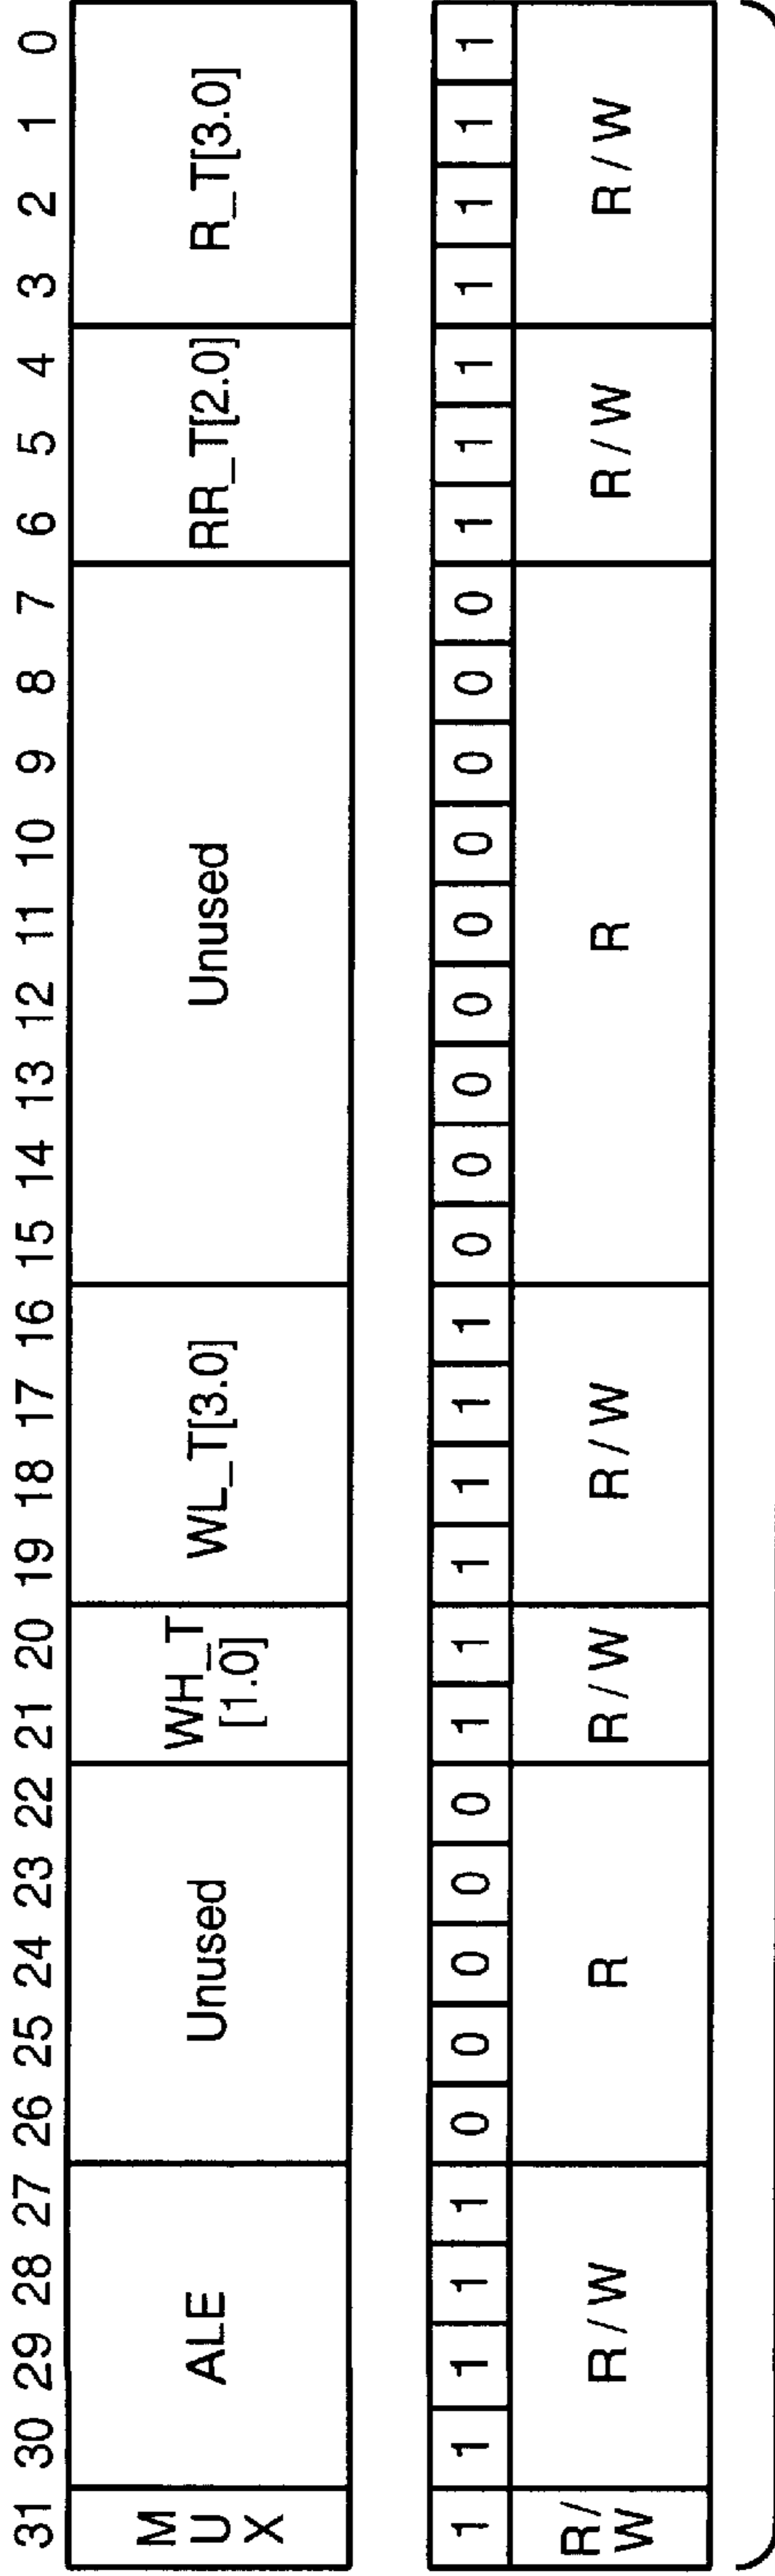 31 30 29 28 27 26 25 24 23 22 21 20 19 18 17 16 15 14 13 12 11 10 9 8 7 6 5 4 3 2 1 0
M U X ALE Unused WH_T [1.0] WL_T[3.0] Unused RR_T[2.0] R_T[3.0]
1 1 1 1 1 0 0 0 0 0 1 1 1 1 1 1 0 0 0 0 0 0 0 0 0 1 1 1 1 1 1 1
R/W R/W R R/W R/W R R/W R/W